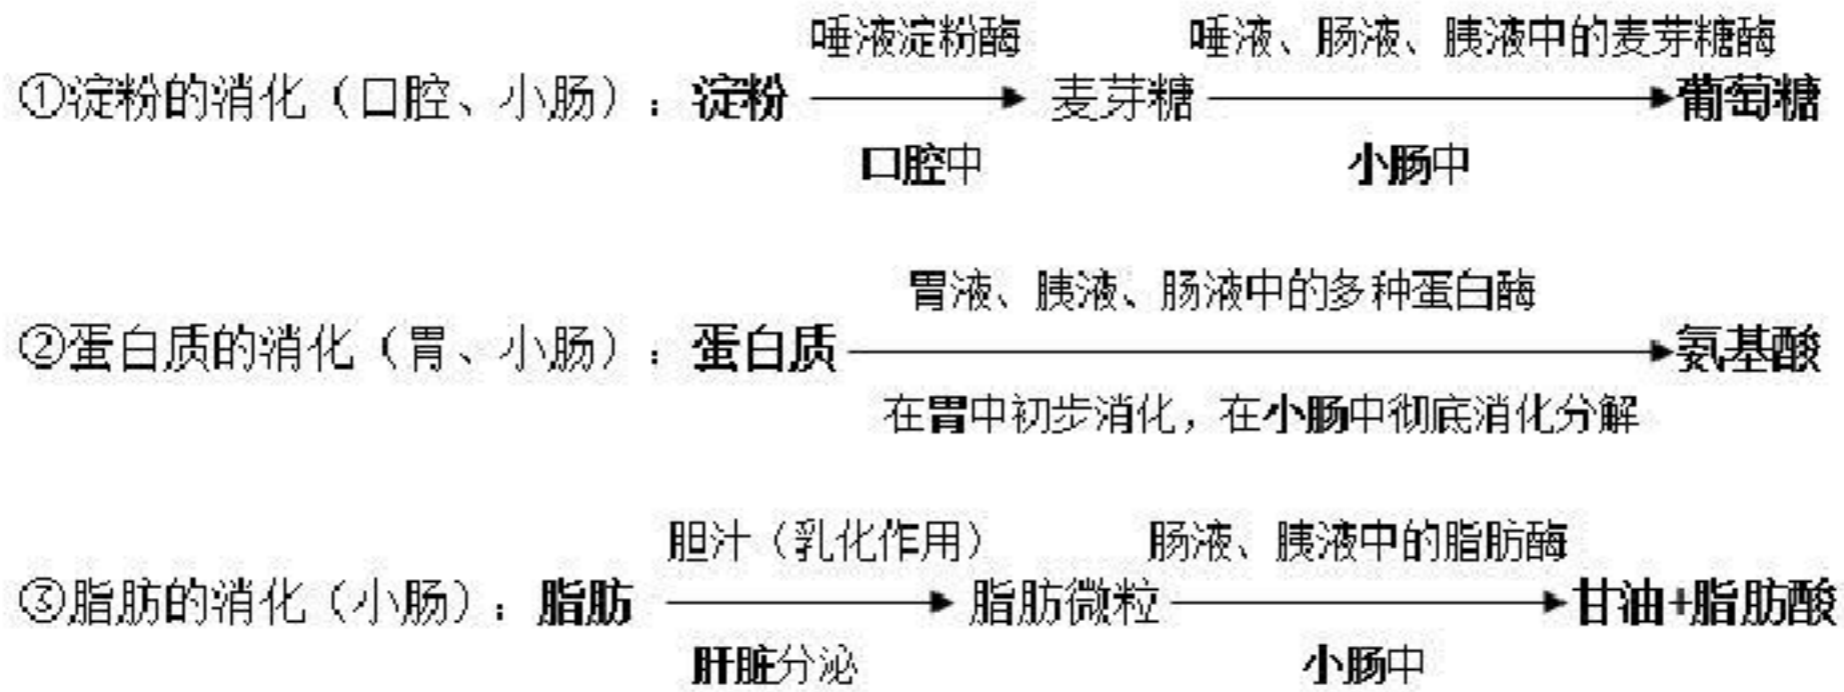 唾液淀粉酶 唾液、肠液、胰液中的麦芽糖酶
①淀粉的消化（口腔、小肠）：淀粉 麦芽糖 葡萄糖
口腔中 小肠中
胃液、胰液、肠液中的多种蛋白酶
②蛋白质的消化（胃、小肠）：蛋白质 氨基酸
在胃中初步消化，在小肠中彻底消化分解
胆汁（乳化作用） 肠液、胰液中的脂肪酶
③脂肪的消化（小肠）：脂肪 脂肪微粒 甘油+脂肪酸
肝脏分泌 小肠中